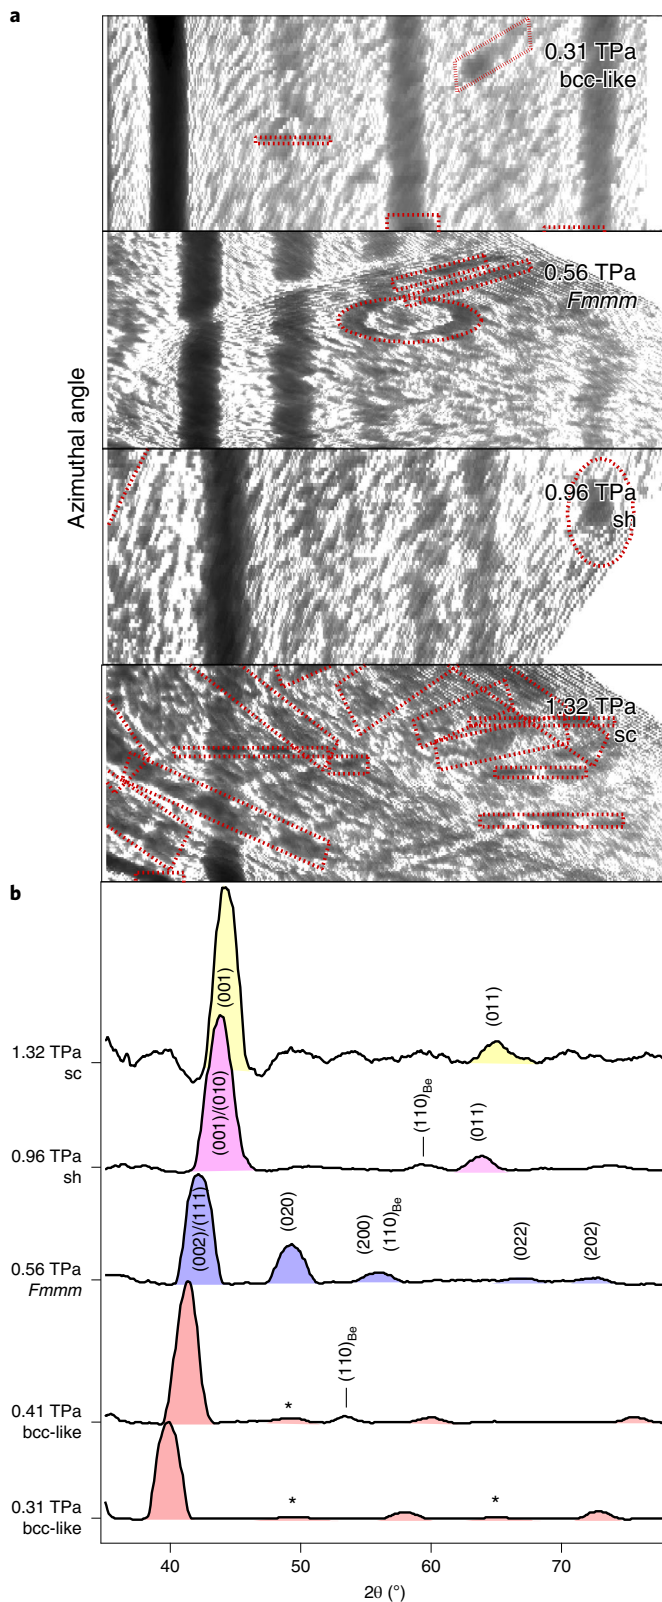 a
0.31 TPa
bcc-like
0.56 TPa
Fmmm
0.96 TPa
sh
1.32 TPa
sc
Azimuthal angle
b
1.32 TPa
sc
(001)
(011)
0.96 TPa
sh
(001)/(010)
(110)Be
(011)
0.56 TPa
Fmmm
(002)/(111)
(020)
(200)
(110)Be
(022)
(202)
0.41 TPa
bcc-like
*
(110)Be
0.31 TPa
bcc-like
*
*
40 50 60 70
2θ (°)